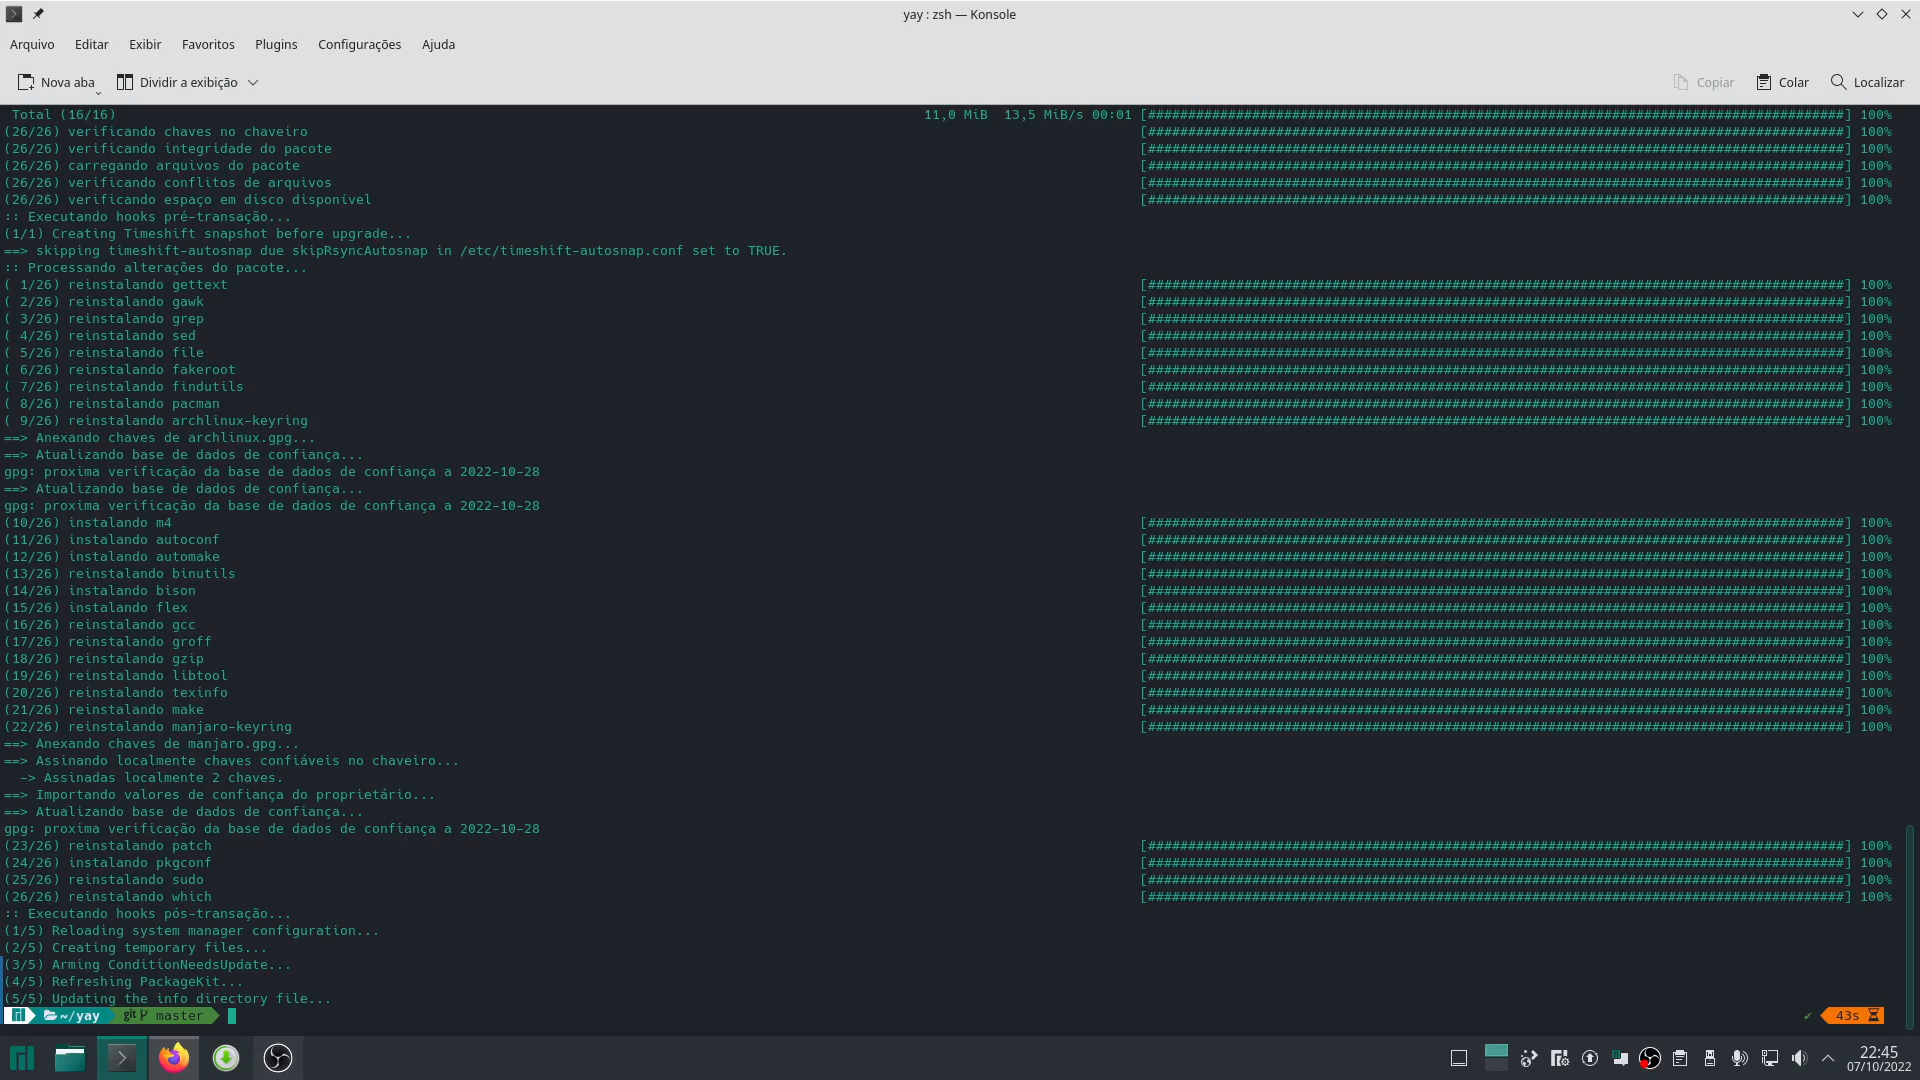 yay : zsh — Konsole
Arquivo Editar Exibir Favoritos Plugins Configurações Ajuda
Nova aba Dividir a exibição Copiar Colar Localizar
Total (16/16) 11,0 MiB 13,5 MiB/s 00:01 [#######################################################################################] 100%
(26/26) verificando chaves no chaveiro [#######################################################################################] 100%
(26/26) verificando integridade do pacote [#######################################################################################] 100%
(26/26) carregando arquivos do pacote [#######################################################################################] 100%
(26/26) verificando conflitos de arquivos [#######################################################################################] 100%
(26/26) verificando espaço em disco disponível [#######################################################################################] 100%
:: Executando hooks pré-transação...
(1/1) Creating Timeshift snapshot before upgrade...
==> skipping timeshift-autosnap due skipRsyncAutosnap in /etc/timeshift-autosnap.conf set to TRUE.
:: Processando alterações do pacote...
( 1/26) reinstalando gettext [#######################################################################################] 100%
( 2/26) reinstalando gawk [#######################################################################################] 100%
( 3/26) reinstalando grep [#######################################################################################] 100%
( 4/26) reinstalando sed [#######################################################################################] 100%
( 5/26) reinstalando file [#######################################################################################] 100%
( 6/26) reinstalando fakeroot [#######################################################################################] 100%
( 7/26) reinstalando findutils [#######################################################################################] 100%
( 8/26) reinstalando pacman [#######################################################################################] 100%
( 9/26) reinstalando archlinux-keyring [#######################################################################################] 100%
==> Anexando chaves de archlinux.gpg...
==> Atualizando base de dados de confiança...
gpg: proxima verificação da base de dados de confiança a 2022-10-28
==> Atualizando base de dados de confiança...
gpg: proxima verificação da base de dados de confiança a 2022-10-28
(10/26) instalando m4 [#######################################################################################] 100%
(11/26) instalando autoconf [#######################################################################################] 100%
(12/26) instalando automake [#######################################################################################] 100%
(13/26) reinstalando binutils [#######################################################################################] 100%
(14/26) instalando bison [#######################################################################################] 100%
(15/26) instalando flex [#######################################################################################] 100%
(16/26) reinstalando gcc [#######################################################################################] 100%
(17/26) reinstalando groff [#######################################################################################] 100%
(18/26) reinstalando gzip [#######################################################################################] 100%
(19/26) reinstalando libtool [#######################################################################################] 100%
(20/26) reinstalando texinfo [#######################################################################################] 100%
(21/26) reinstalando make [#######################################################################################] 100%
(22/26) reinstalando manjaro-keyring [#######################################################################################] 100%
==> Anexando chaves de manjaro.gpg...
==> Assinando localmente chaves confiáveis no chaveiro...
-> Assinadas localmente 2 chaves.
==> Importando valores de confiança do proprietário...
==> Atualizando base de dados de confiança...
gpg: proxima verificação da base de dados de confiança a 2022-10-28
(23/26) reinstalando patch [#######################################################################################] 100%
(24/26) instalando pkgconf [#######################################################################################] 100%
(25/26) reinstalando sudo [#######################################################################################] 100%
(26/26) reinstalando which [#######################################################################################] 100%
:: Executando hooks pós-transação...
(1/5) Reloading system manager configuration...
(2/5) Creating temporary files...
(3/5) Arming ConditionNeedsUpdate...
(4/5) Refreshing PackageKit...
(5/5) Updating the info directory file...
~/yay git master 43s
22:45
07/10/2022